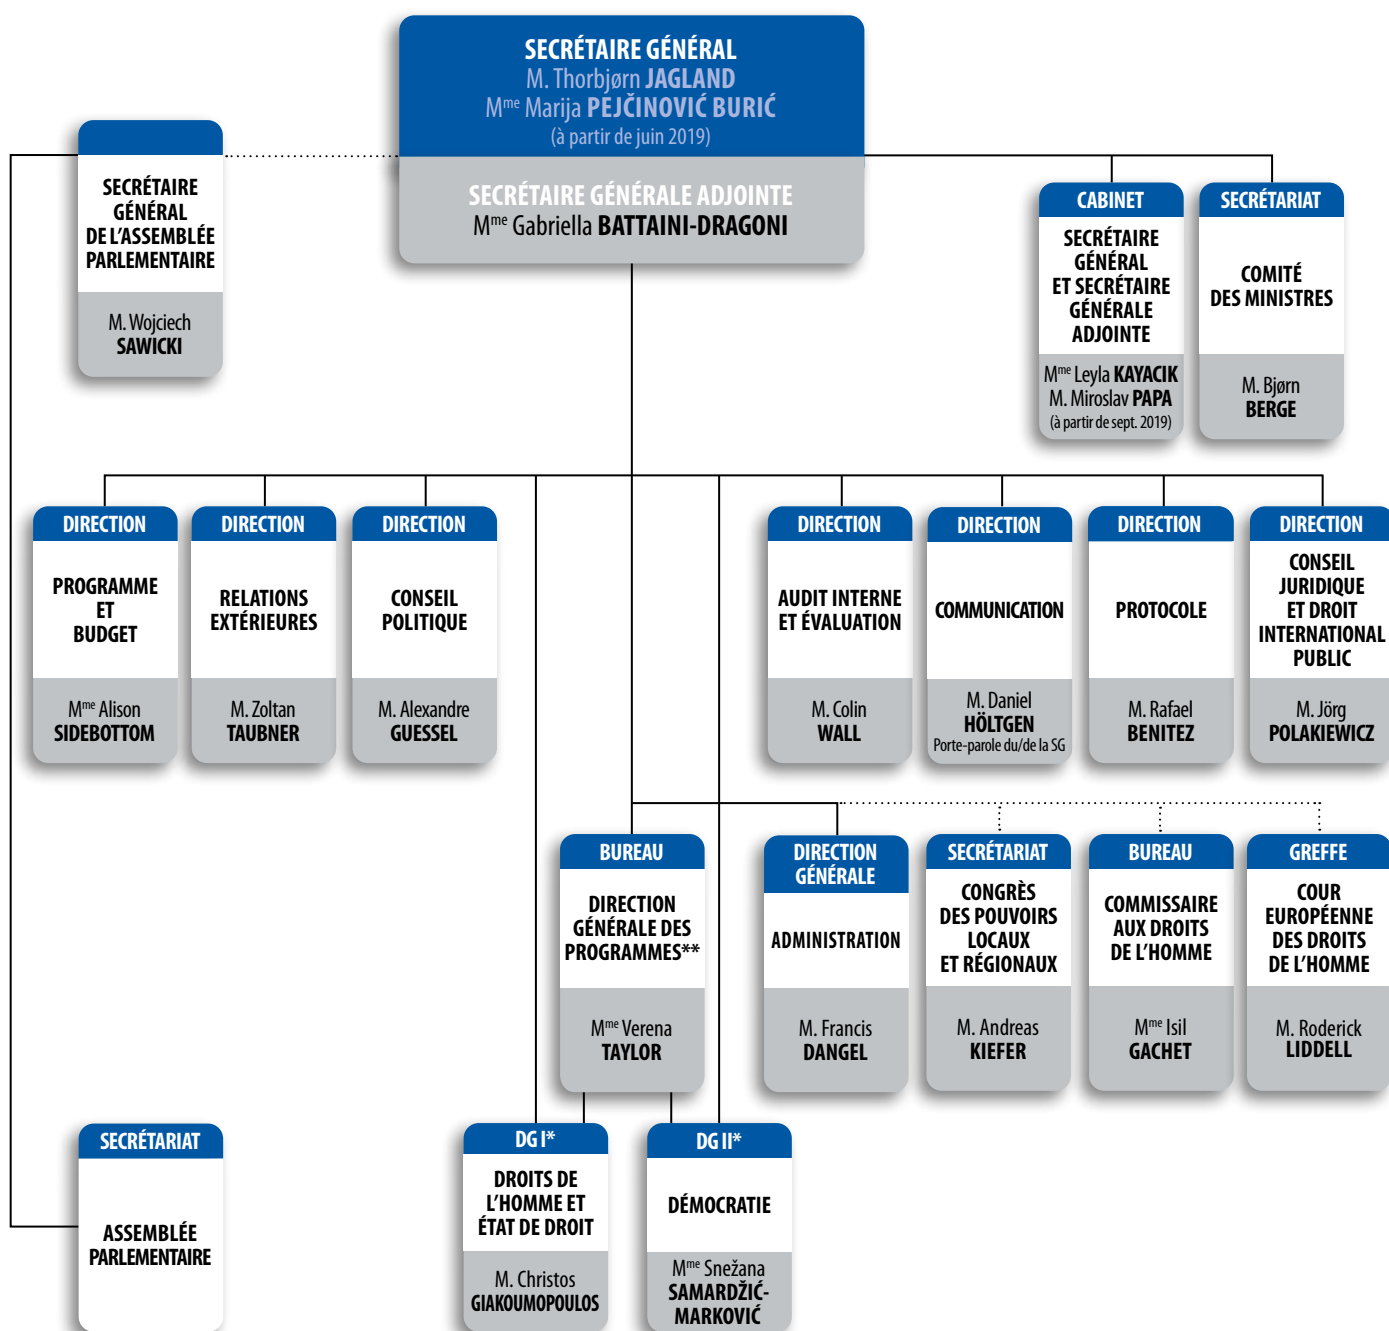 SECRÉTAIRE GÉNÉRAL
M. Thorbjørn JAGLAND
Mme Marija PEJČINOVIĆ BURIĆ
(à partir de juin 2019)
SECRÉTAIRE GÉNÉRALE ADJOINTE
Mme Gabriella BATTAINI-DRAGONI
SECRÉTAIRE
GÉNÉRAL
DE L'ASSEMBLÉE
PARLEMENTAIRE
M. Wojciech
SAWICKI
CABINET
SECRÉTAIRE
GÉNÉRAL
ET SECRÉTAIRE
GÉNÉRALE
ADJOINTE
Mme Leyla KAYACIK
M. Miroslav PAPA
(à partir de sept. 2019)
SECRÉTARIAT
COMITÉ
DES MINISTRES
M. Bjørn
BERGE
DIRECTION
PROGRAMME
ET
BUDGET
Mme Alison
SIDEBOTTOM
DIRECTION
RELATIONS
EXTÉRIEURES
M. Zoltan
TAUBNER
DIRECTION
CONSEIL
POLITIQUE
M. Alexandre
GUESSEL
DIRECTION
AUDIT INTERNE
ET ÉVALUATION
M. Colin
WALL
DIRECTION
COMMUNICATION
M. Daniel
HÖLTGEN
Porte-parole du/de la SG
DIRECTION
PROTOCOLE
M. Rafael
BENITEZ
DIRECTION
CONSEIL
JURIDIQUE
ET DROIT
INTERNATIONAL
PUBLIC
M. Jörg
POLAKIEWICZ
BUREAU
DIRECTION
GÉNÉRALE DES
PROGRAMMES**
Mme Verena
TAYLOR
DIRECTION
GÉNÉRALE
ADMINISTRATION
M. Francis
DANGEL
SECRÉTARIAT
CONGRÈS
DES POUVOIRS
LOCAUX
ET RÉGIONAUX
M. Andreas
KIEFER
BUREAU
COMMISSAIRE
AUX DROITS
DE L'HOMME
Mme Isil
GACHET
GREFFE
COUR
EUROPÉENNE
DES DROITS
DE L'HOMME
M. Roderick
LIDDELL
SECRÉTARIAT
ASSEMBLÉE
PARLEMENTAIRE
DG I*
DROITS DE
L'HOMME ET
ÉTAT DE DROIT
M. Christos
GIAKOUMOPOULOS
DG II*
DÉMOCRATIE
Mme Snežana
SAMARDŽIĆ-
MARKOVIĆ